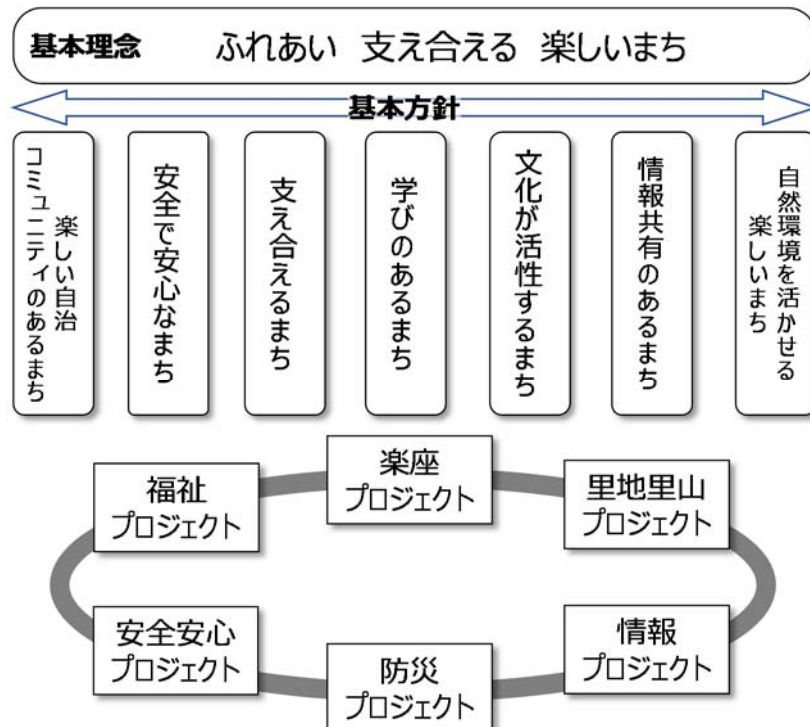 基本理念 ふれあい 支え合える 楽しいまち
基本方針
楽しい自治
コミュニティのあるまち
安全で安心なまち
支え合えるまち
学びのあるまち
文化が活性するまち
情報共有のあるまち
自然環境を活かせる
楽しいまち
楽座
プロジェクト
福祉
プロジェクト
里地里山
プロジェクト
安全安心
プロジェクト
防災
プロジェクト
情報
プロジェクト